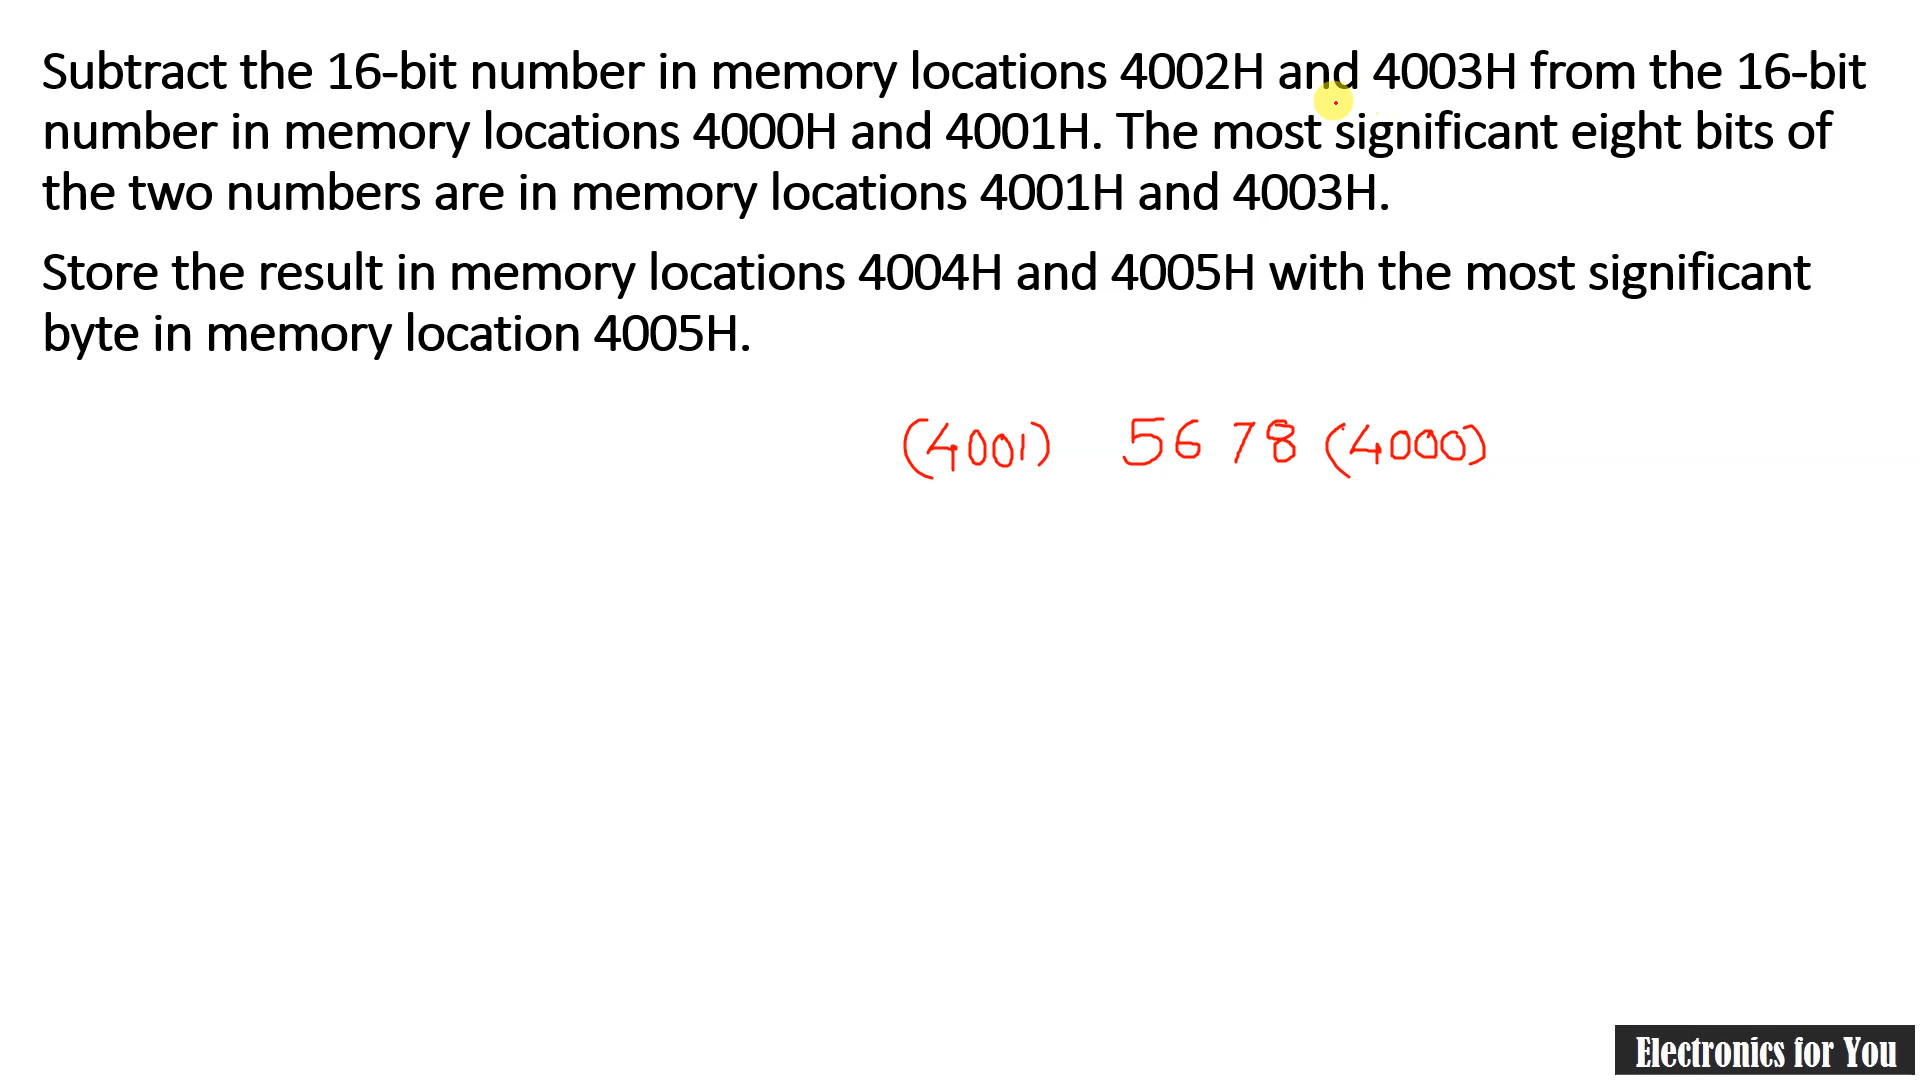 Subtract the 16-bit number in memory locations 4002H and 4003H from the 16-bit
number in memory locations 4000H and 4001H. The most significant eight bits of
the two numbers are in memory locations 4001H and 4003H.
Store the result in memory locations 4004H and 4005H with the most significant
byte in memory location 4005H.
(4001) 56 78 (4000)
Electronics for You